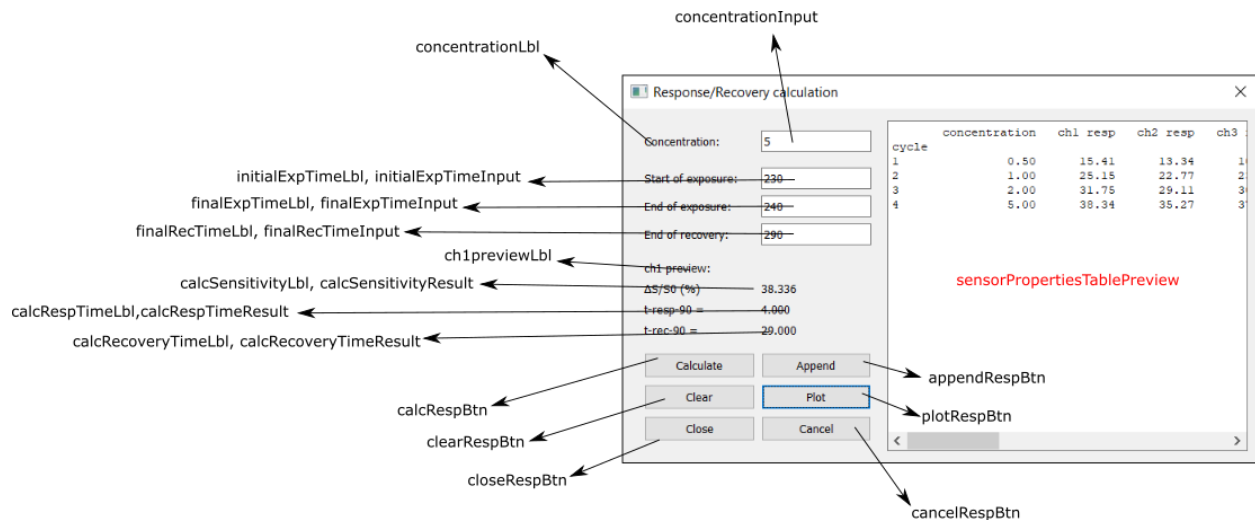 concentrationInput
concentrationLbl
Response/Recovery calculation
Concentration: 5
initialExpTimeLbl, initialExpTimeInput
Start of exposure: 230
finalExpTimeLbl, finalExpTimeInput
End of exposure: 240
finalRecTimeLbl, finalRecTimeInput
End of recovery: 290
ch1previewLbl
ch1 preview:
calcSensitivityLbl, calcSensitivityResult
ΔS/S0 (%) 38.336
calcRespTimeLbl,calcRespTimeResult
t-resp-90 = 4.000
calcRecoveryTimeLbl, calcRecoveryTimeResult
t-rec-90 = 29.000
concentration ch1 resp ch2 resp ch3
cycle
1 0.50 15.41 13.34
2 1.00 25.15 22.77
3 2.00 31.75 29.11
4 5.00 38.34 35.27
sensorPropertiesTablePreview
Calculate Append
Clear Plot
Close Cancel
calcRespBtn
clearRespBtn
closeRespBtn
appendRespBtn
plotRespBtn
cancelRespBtn